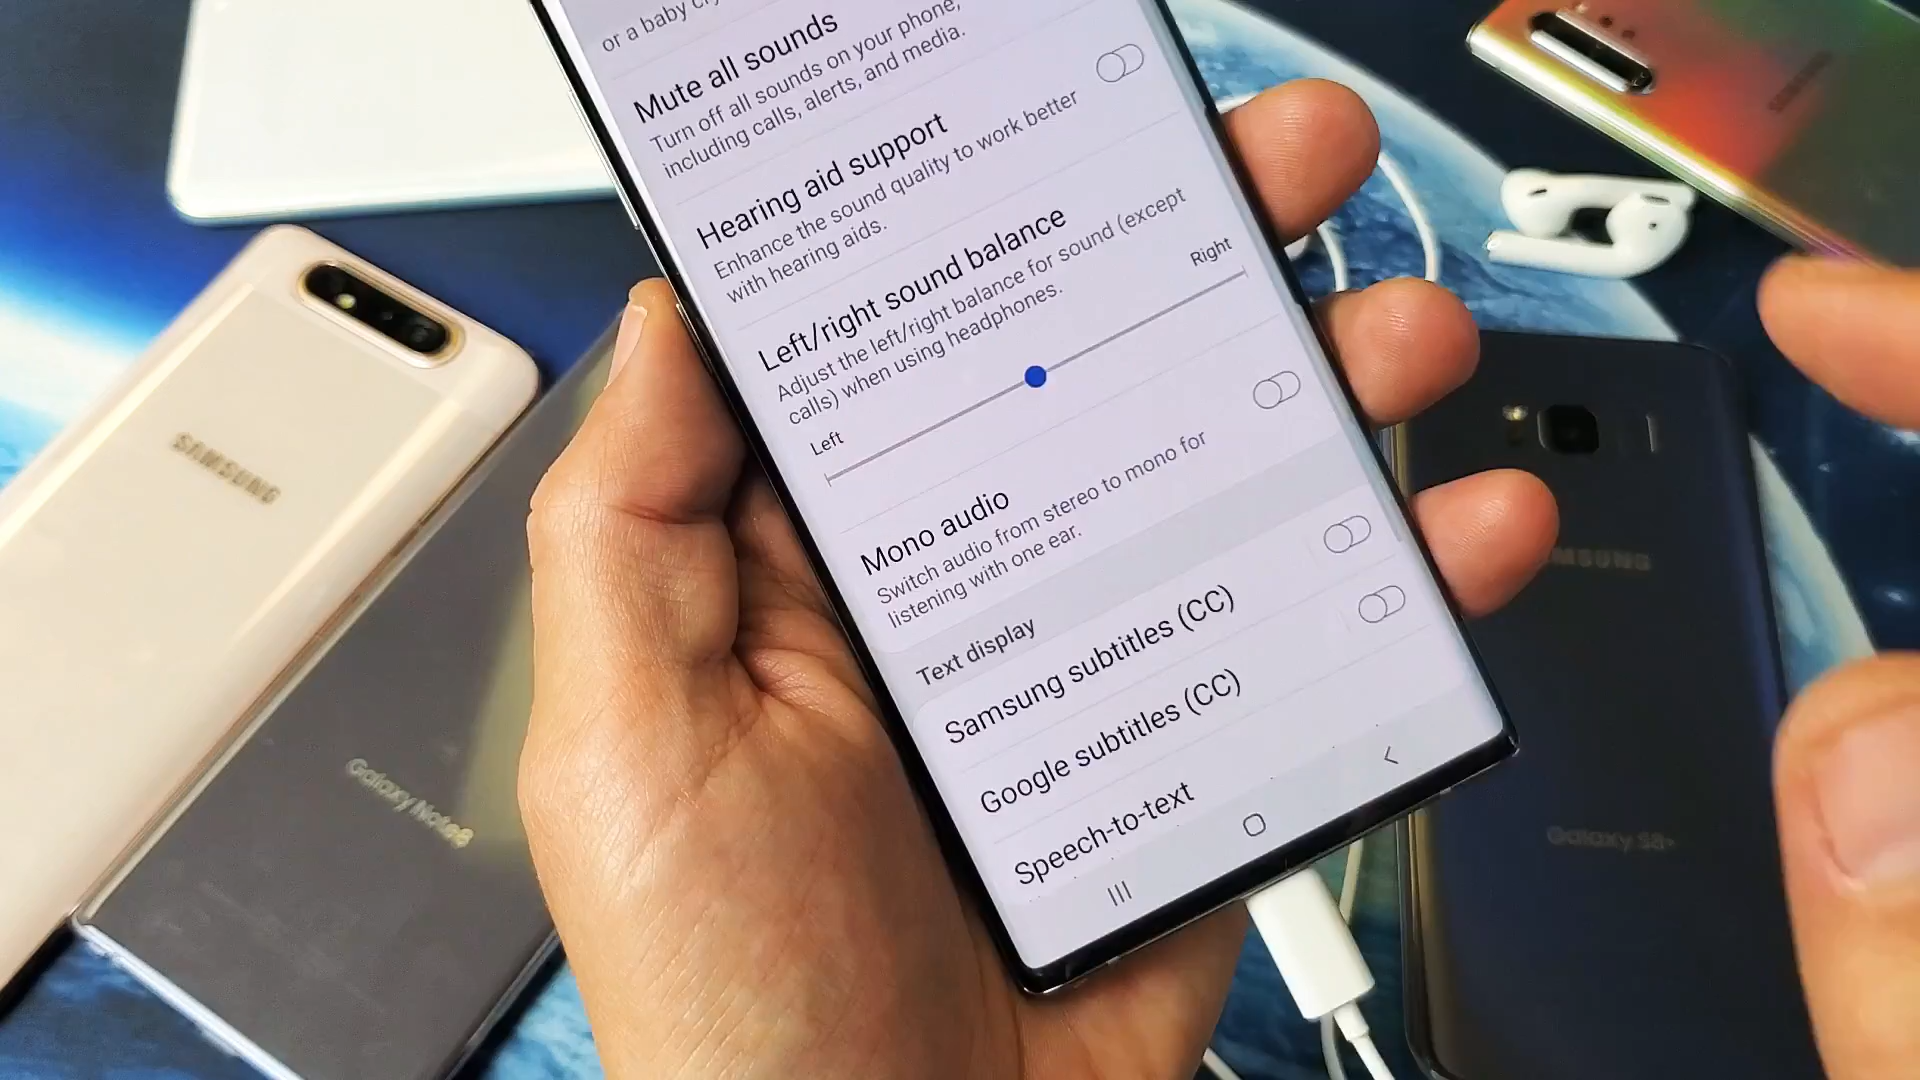 or a baby
Mute all sounds
Turn off all sounds on your phone,
including calls, alerts, and media.
Hearing aid support
Enhance the sound quality to work better
with hearing aids.
Left/right sound balance
Adjust the left/right balance for sound (except
calls) when using headphones.
Left
Right
Mono audio
Switch audio from stereo to mono for
listening with one ear.
Text display
Samsung subtitles (CC)
Google subtitles (CC)
Speech-to-text
SAMSUNG
Galaxy Note8
SAMSUNG
Galaxy S8+